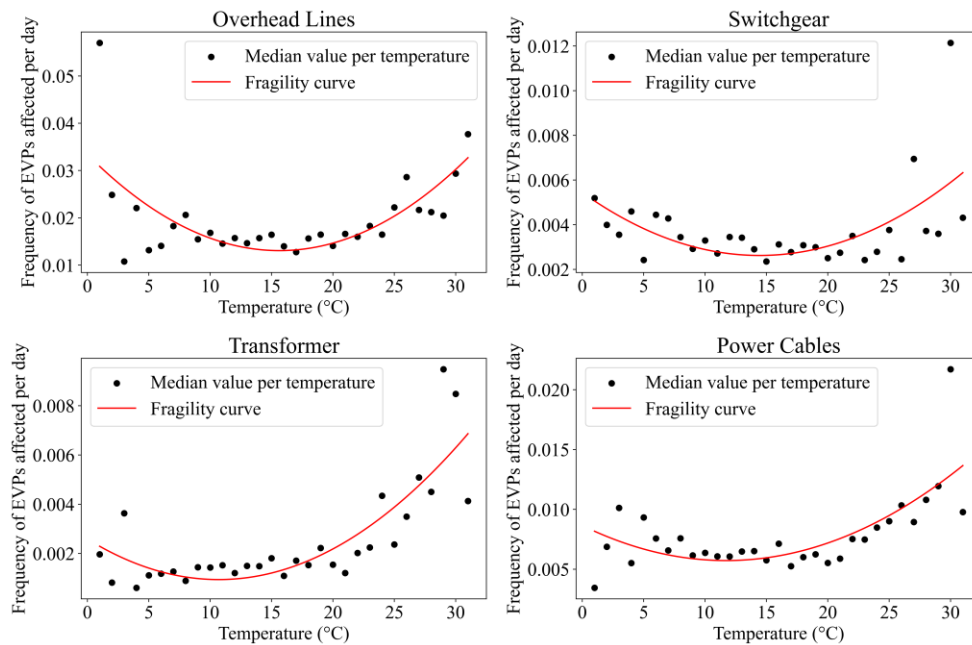 Overhead Lines
Frequency of EVPs affected per day
0.05
0.04
0.03
0.02
0.01
Median value per temperature
Fragility curve
0 5 10 15 20 25 30
Temperature (°C)
Switchgear
Frequency of EVPs affected per day
0.012
0.010
0.008
0.006
0.004
0.002
Median value per temperature
Fragility curve
0 5 10 15 20 25 30
Temperature (°C)
Transformer
Frequency of EVPs affected per day
0.008
0.006
0.004
0.002
Median value per temperature
Fragility curve
0 5 10 15 20 25 30
Temperature (°C)
Power Cables
Frequency of EVPs affected per day
0.020
0.015
0.010
0.005
Median value per temperature
Fragility curve
0 5 10 15 20 25 30
Temperature (°C)